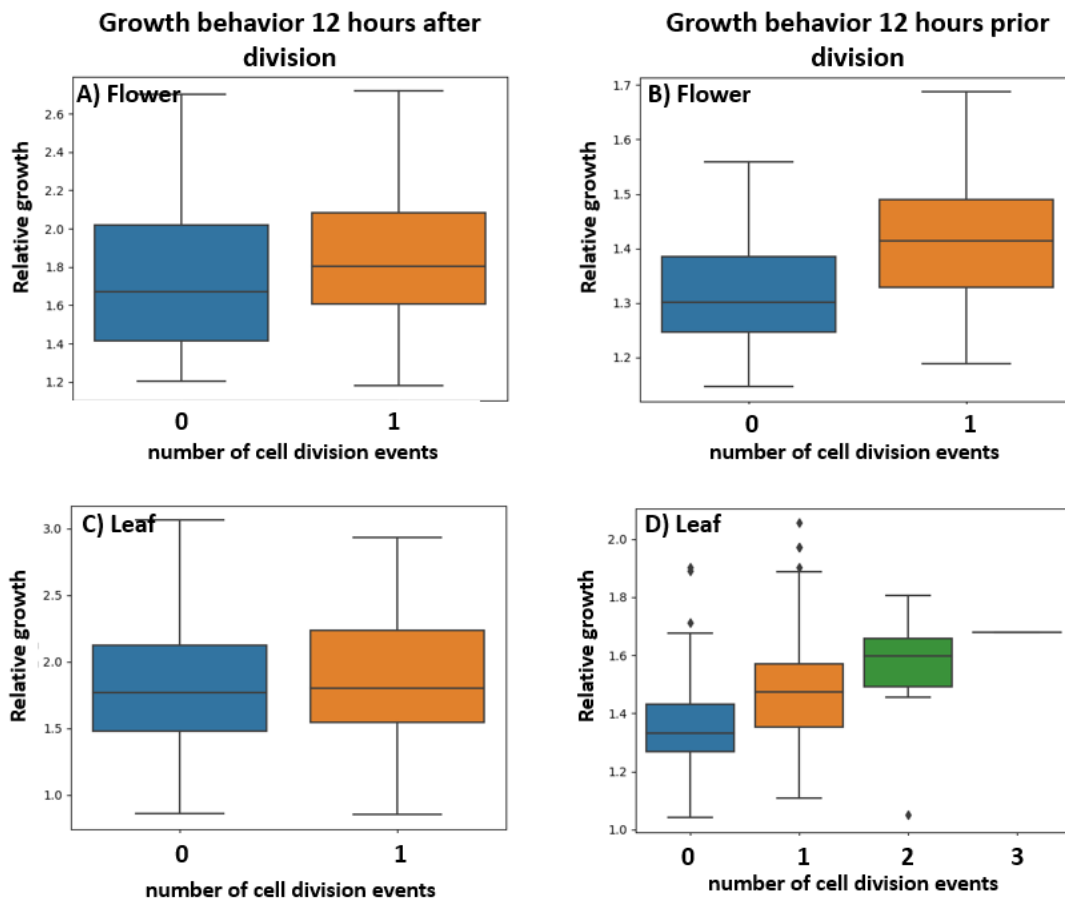 Growth behavior 12 hours after
division
Growth behavior 12 hours prior
division
A) Flower
Relative growth
2.6
2.4
2.2
2.0
1.8
1.6
1.4
1.2
0 1
number of cell division events
B) Flower
Relative growth
1.7
1.6
1.5
1.4
1.3
1.2
0 1
number of cell division events
C) Leaf
Relative growth
3.0
2.5
2.0
1.5
1.0
0 1
number of cell division events
D) Leaf
Relative growth
2.0
1.8
1.6
1.4
1.2
1.0
0 1 2 3
number of cell division events